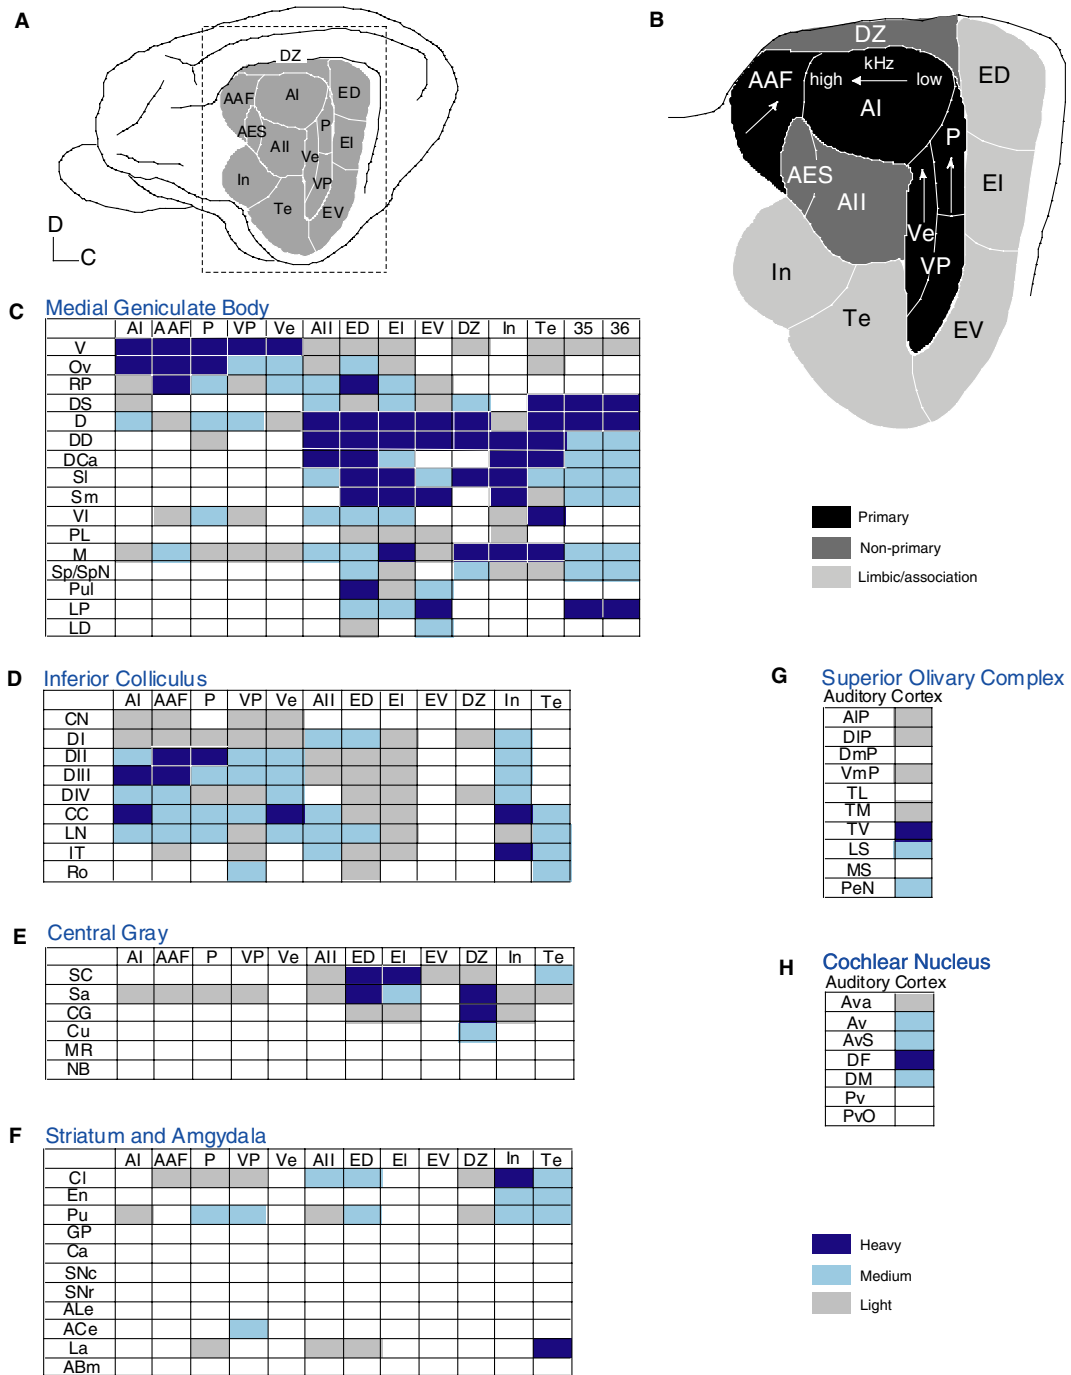 A
DZ
AAF
AI
ED
AES
AII
P
EI
Ve
In
VP
Te
EV
D
C
B
DZ
AAF
kHz
high
low
AI
ED
P
AES
AII
EI
Ve
In
VP
Te
EV
Primary
Non-primary
Limbic/association
C Medial Geniculate Body
AI AAF P VP Ve AII ED EI EV DZ In Te 35 36
V
Ov
RP
DS
D
DD
DCa
SI
Sm
VI
PL
M
Sp/SpN
Pul
LP
LD
D Inferior Colliculus
AI AAF P VP Ve AII ED EI EV DZ In Te
CN
DI
DII
DIII
DIV
CC
LN
IT
Ro
E Central Gray
AI AAF P VP Ve AII ED EI EV DZ In Te
SC
Sa
CG
Cu
MR
NB
F Striatum and Amgydala
AI AAF P VP Ve AII ED EI EV DZ In Te
Cl
En
Pu
GP
Ca
SNc
SNr
ALe
ACe
La
ABm
G Superior Olivary Complex
Auditory Cortex
AlP
DlP
DmP
VmP
TL
TM
TV
LS
MS
PeN
H Cochlear Nucleus
Auditory Cortex
Ava
Av
AvS
DF
DM
Pv
PvO
Heavy
Medium
Light